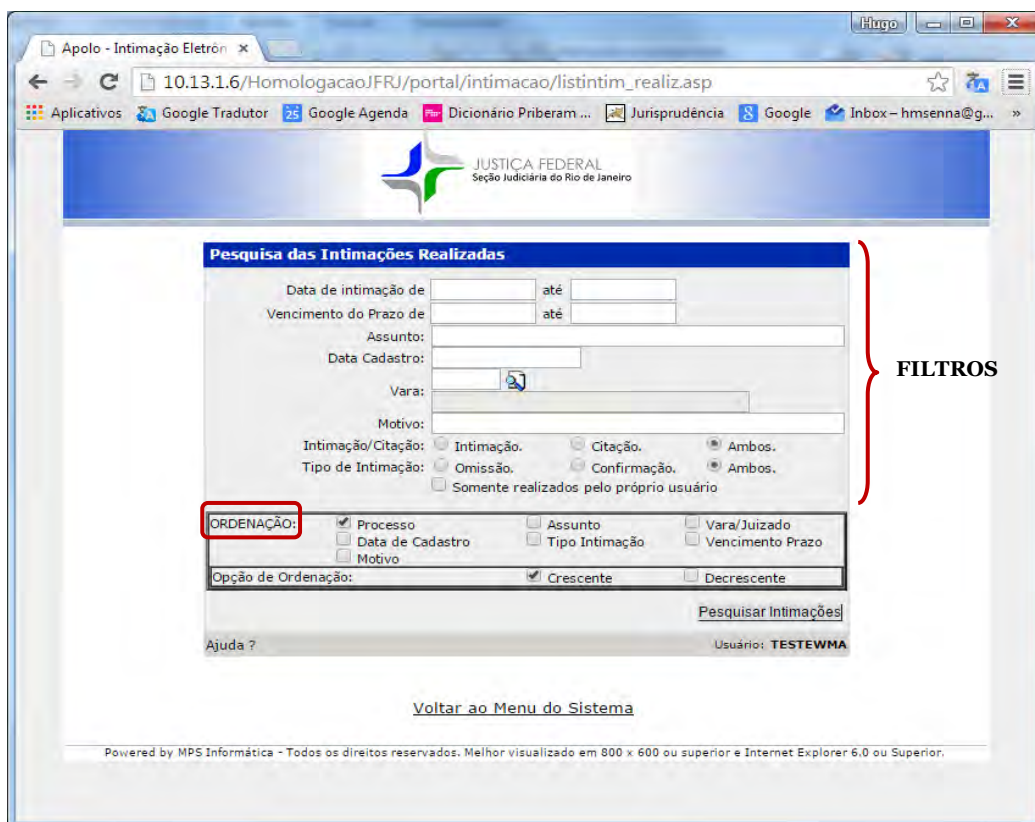 Hugo
Apolo - Intimação Eletrôn
10.13.1.6/HomologacaoJFRJ/portal/intimacao/listintim_realiz.asp
Aplicativos Google Tradutor 25 Google Agenda Dicionário Priberam ... Jurisprudência 8 Google Inbox – hmsenna@g... »
JUSTIÇA FEDERAL
Seção Judiciária do Rio de Janeiro
Pesquisa das Intimações Realizadas
Data de intimação de até
Vencimento do Prazo de até
Assunto:
Data Cadastro:
Vara:
Motivo:
Intimação/Citação: Intimação. Citação. Ambos.
Tipo de Intimação: Omissão. Confirmação. Ambos.
Somente realizados pelo próprio usuário
FILTROS
ORDENAÇÃO: Processo Assunto Vara/Juizado
Data de Cadastro Tipo Intimação Vencimento Prazo
Motivo
Opção de Ordenação: Crescente Decrescente
Pesquisar Intimações
Ajuda ? Usuário: TESTEWMA
Voltar ao Menu do Sistema
Powered by MPS Informática - Todos os direitos reservados. Melhor visualizado em 800 x 600 ou superior e Internet Explorer 6.0 ou Superior.